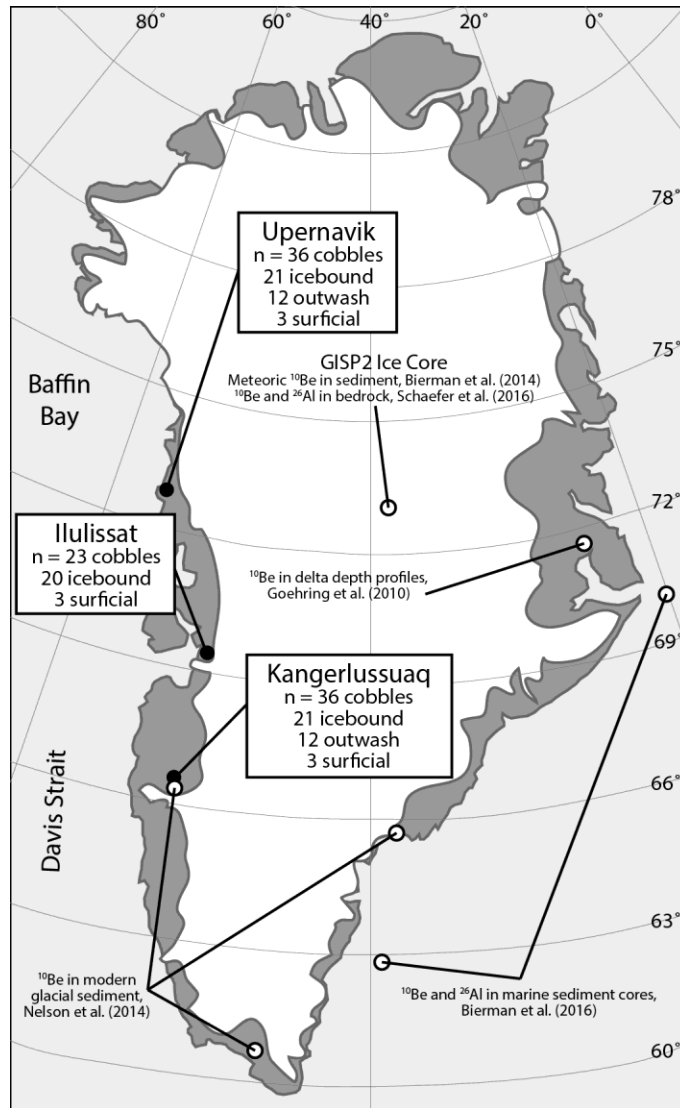 80°
60°
40°
20°
0°
78°
Upernavik
n = 36 cobbles
21 icebound
12 outwash
3 surficial
75°
GISP2 Ice Core
Meteoric ¹⁰Be in sediment, Bierman et al. (2014)
¹⁰Be and ²⁶Al in bedrock, Schaefer et al. (2016)
Baffin
Bay
72°
Ilulissat
n = 23 cobbles
20 icebound
3 surficial
¹⁰Be in delta depth profiles,
Goehring et al. (2010)
69°
Kangerlussuaq
n = 36 cobbles
21 icebound
12 outwash
3 surficial
66°
Davis Strait
63°
¹⁰Be in modern
glacial sediment,
Nelson et al. (2014)
¹⁰Be and ²⁶Al in marine sediment cores,
Bierman et al. (2016)
60°